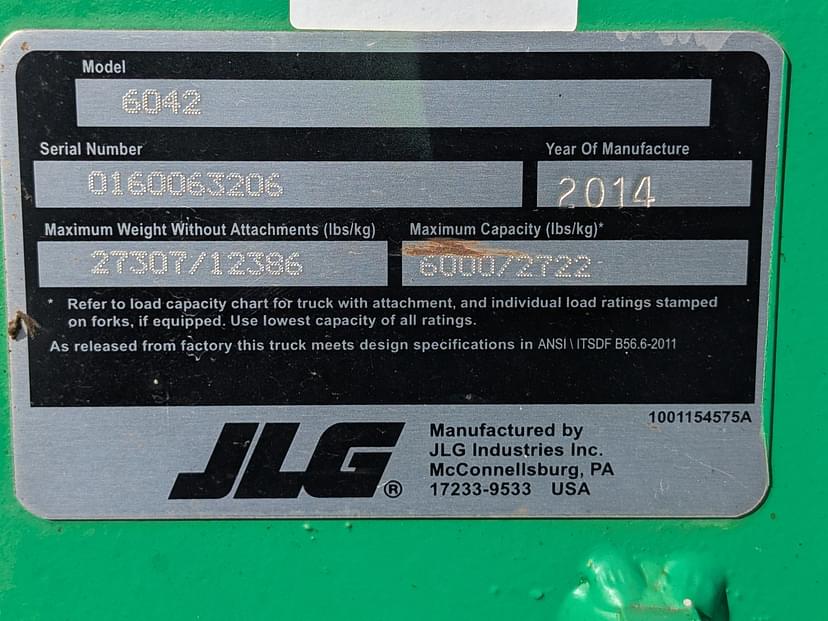 Model
6042
Serial Number
Year Of Manufacture
0160063206
2014
Maximum Weight Without Attachments (lbs/kg)
Maximum Capacity (lbs/kg)*
27307/12386
6000/2722
* Refer to load capacity chart for truck with attachment, and individual load ratings stamped
on forks, if equipped. Use lowest capacity of all ratings.
As released from factory this truck meets design specifications in ANSI \ ITSDF B56.6-2011
1001154575A
JLG®
Manufactured by
JLG Industries Inc.
McConnellsburg, PA
17233-9533 USA